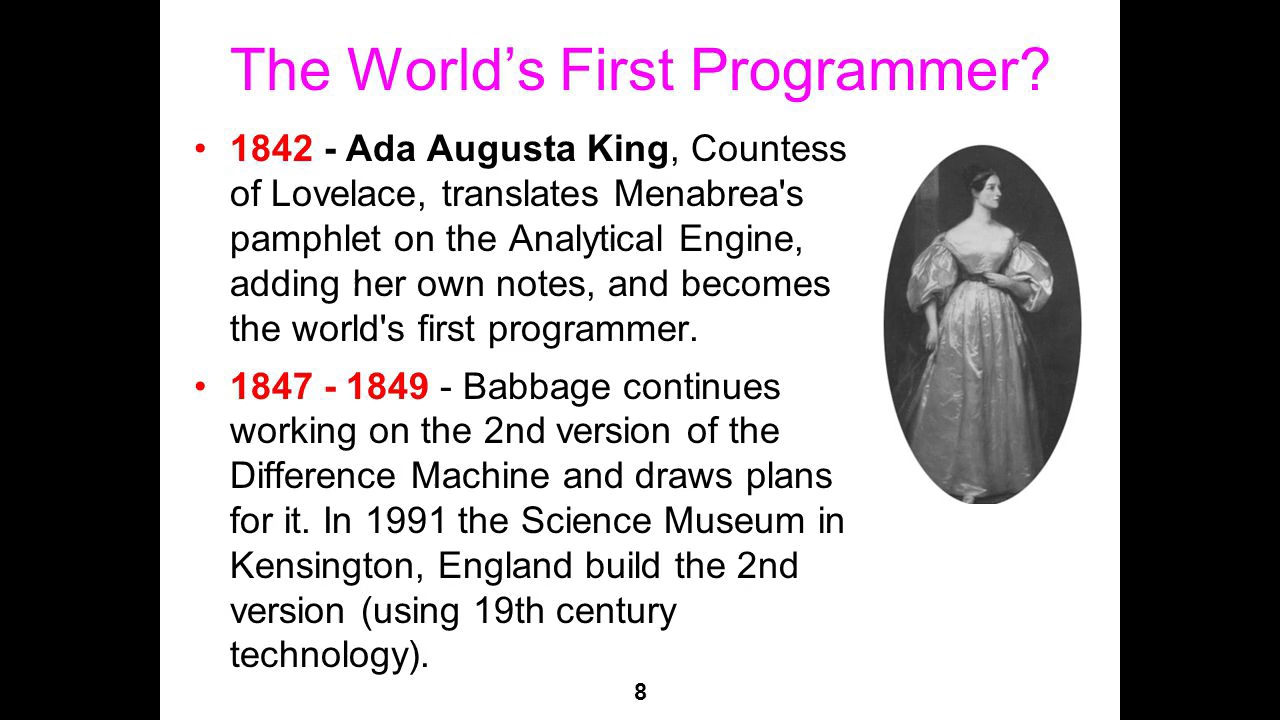 The World’s First Programmer?
• 1842 - Ada Augusta King, Countess
of Lovelace, translates Menabrea's
pamphlet on the Analytical Engine,
adding her own notes, and becomes
the world's first programmer.
• 1847 - 1849 - Babbage continues
working on the 2nd version of the
Difference Machine and draws plans
for it. In 1991 the Science Museum in
Kensington, England build the 2nd
version (using 19th century
technology).
8